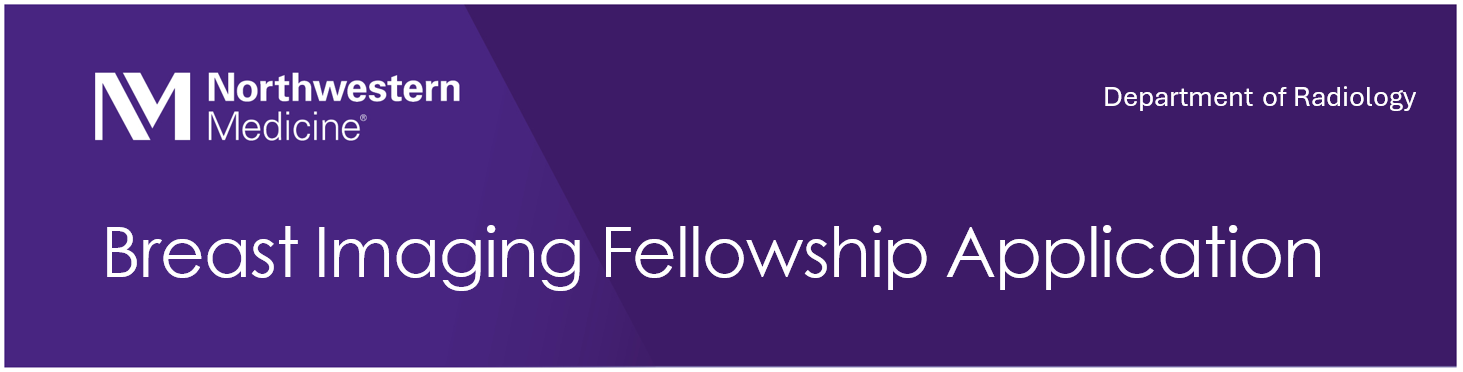 Northwestern
Medicine®
Department of Radiology
Breast Imaging Fellowship Application